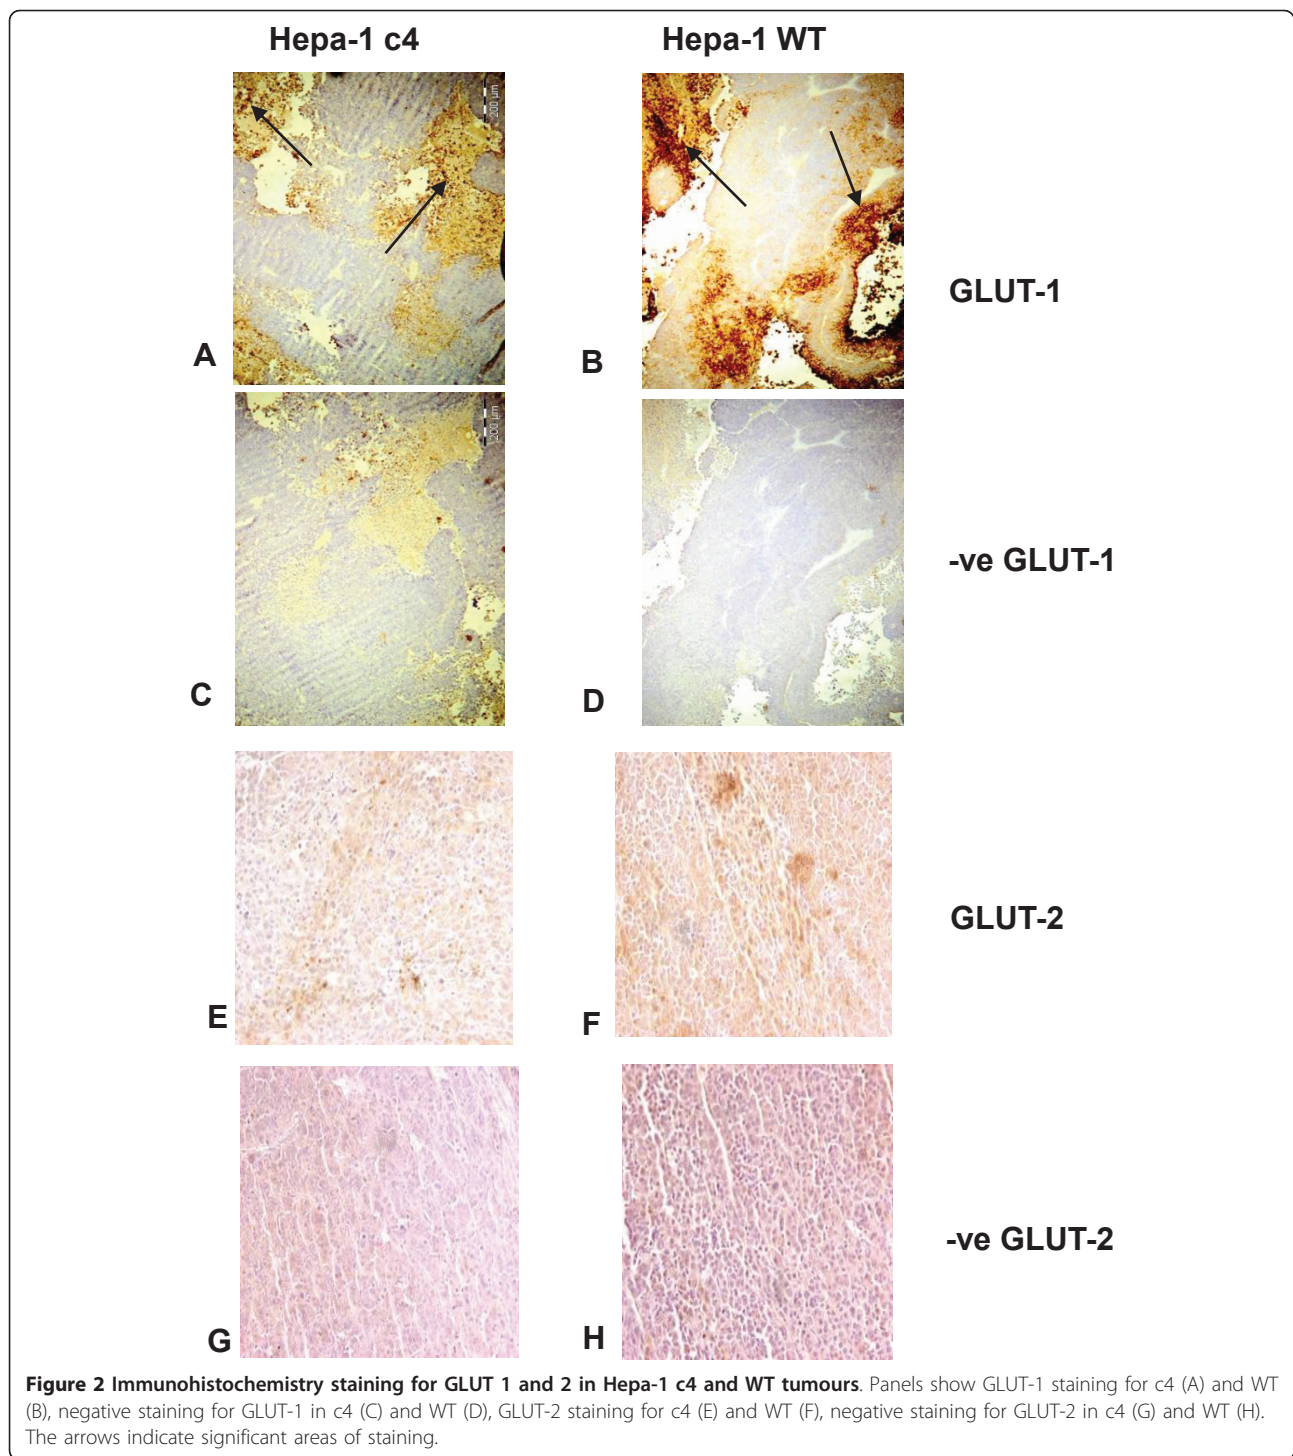 Hepa-1 c4
Hepa-1 WT
200 µm
A
B
GLUT-1
200 µm
C
D
-ve GLUT-1
E
F
GLUT-2
G
H
-ve GLUT-2
Figure 2 Immunohistochemistry staining for GLUT 1 and 2 in Hepa-1 c4 and WT tumours. Panels show GLUT-1 staining for c4 (A) and WT
(B), negative staining for GLUT-1 in c4 (C) and WT (D), GLUT-2 staining for c4 (E) and WT (F), negative staining for GLUT-2 in c4 (G) and WT (H).
The arrows indicate significant areas of staining.